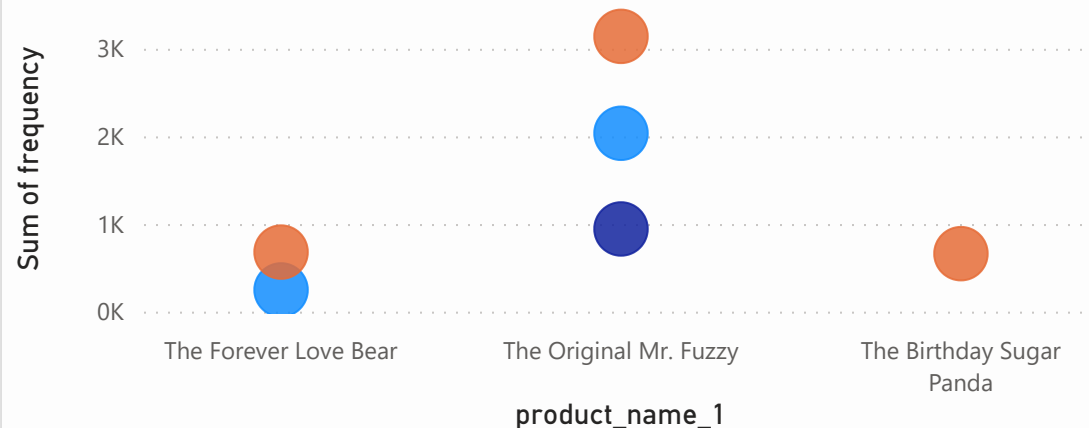 Sum of frequency
3K
2K
1K
0K
The Forever Love Bear
The Original Mr. Fuzzy
The Birthday Sugar
Panda
product_name_1